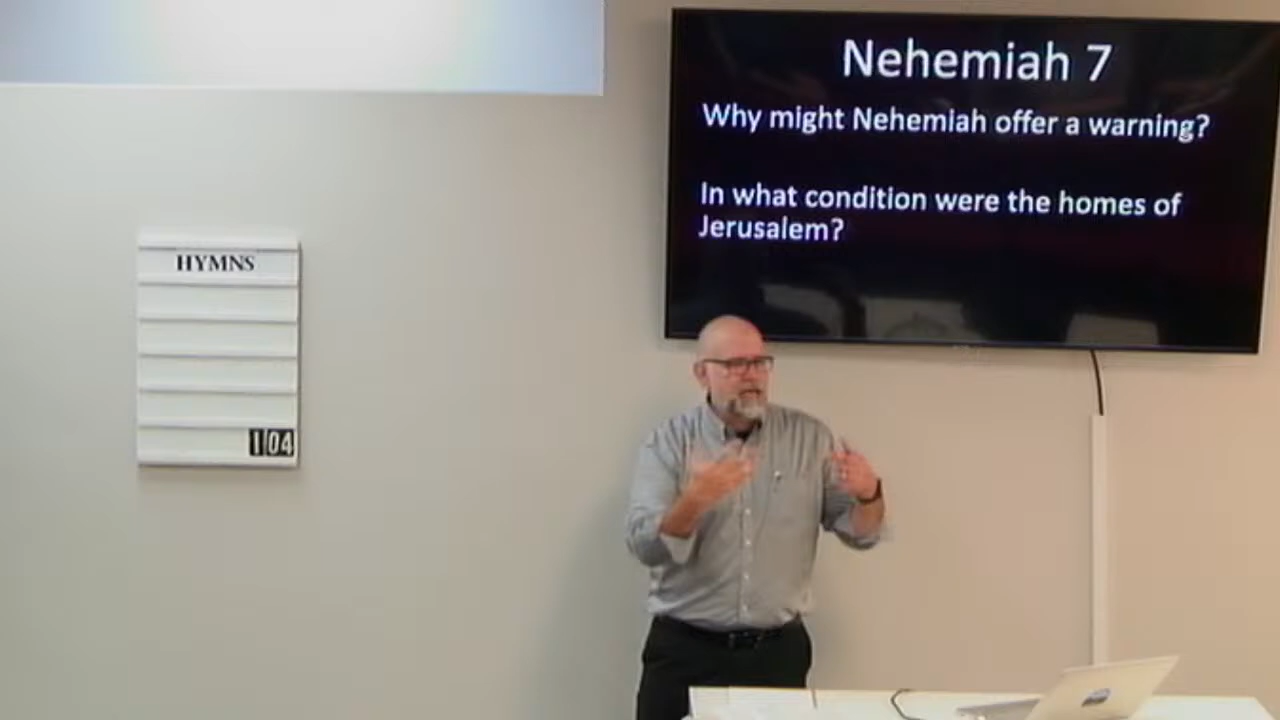 Nehemiah 7
Why might Nehemiah offer a warning?
In what condition were the homes of
Jerusalem?
HYMNS
104